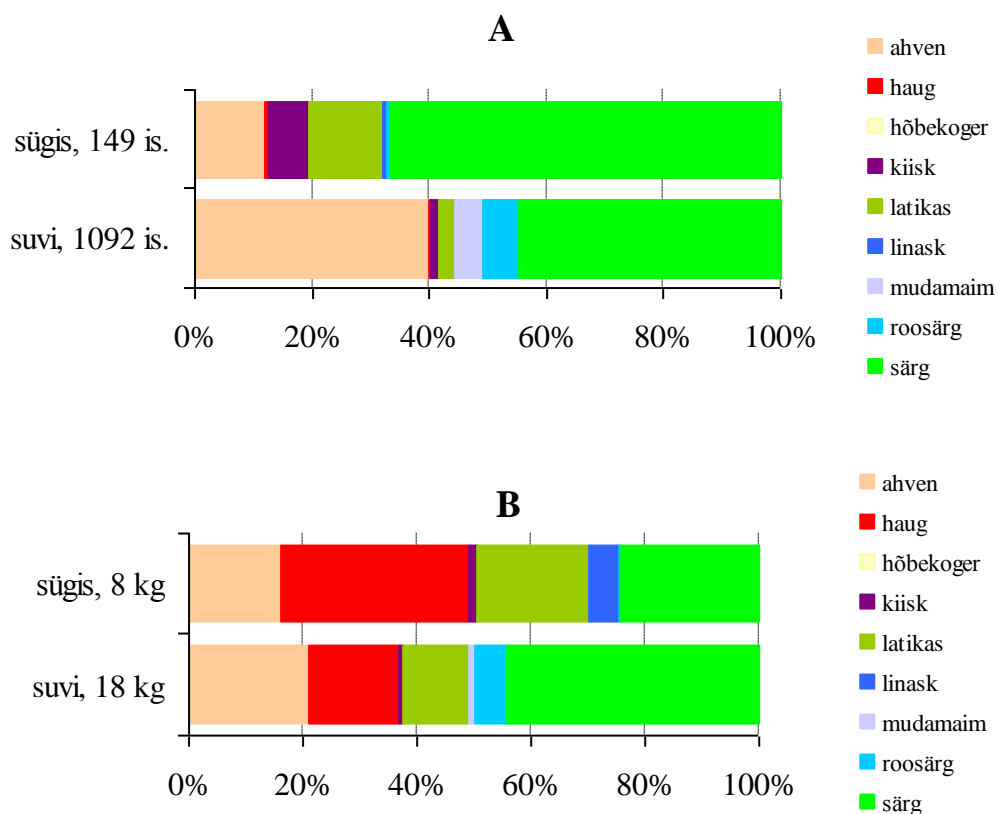 A
sügis, 149 is.
suvi, 1092 is.
0% 20% 40% 60% 80% 100%
ahven
haug
hõbekoger
kiisk
latikas
linask
mudamaim
roosärg
särg
B
sügis, 8 kg
suvi, 18 kg
0% 20% 40% 60% 80% 100%
ahven
haug
hõbekoger
kiisk
latikas
linask
mudamaim
roosärg
särg